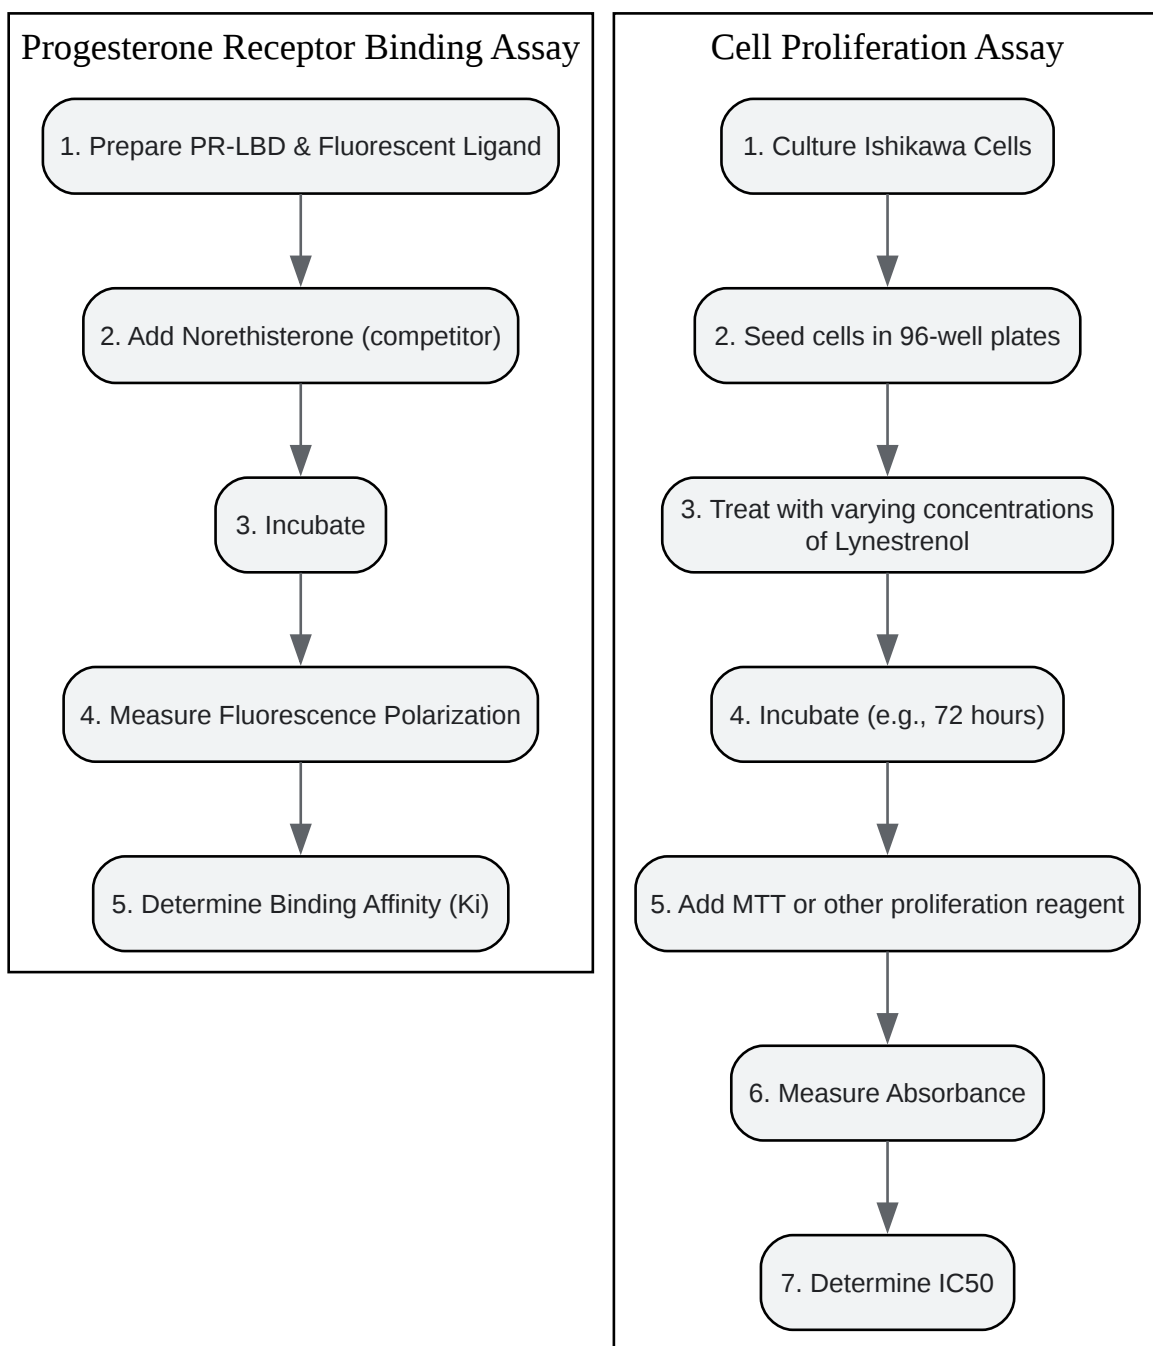 Progesterone Receptor Binding Assay
1. Prepare PR-LBD & Fluorescent Ligand
2. Add Norethisterone (competitor)
3. Incubate
4. Measure Fluorescence Polarization
5. Determine Binding Affinity (Ki)
Cell Proliferation Assay
1. Culture Ishikawa Cells
2. Seed cells in 96-well plates
3. Treat with varying concentrations
of Lynestrenol
4. Incubate (e.g., 72 hours)
5. Add MTT or other proliferation reagent
6. Measure Absorbance
7. Determine IC50